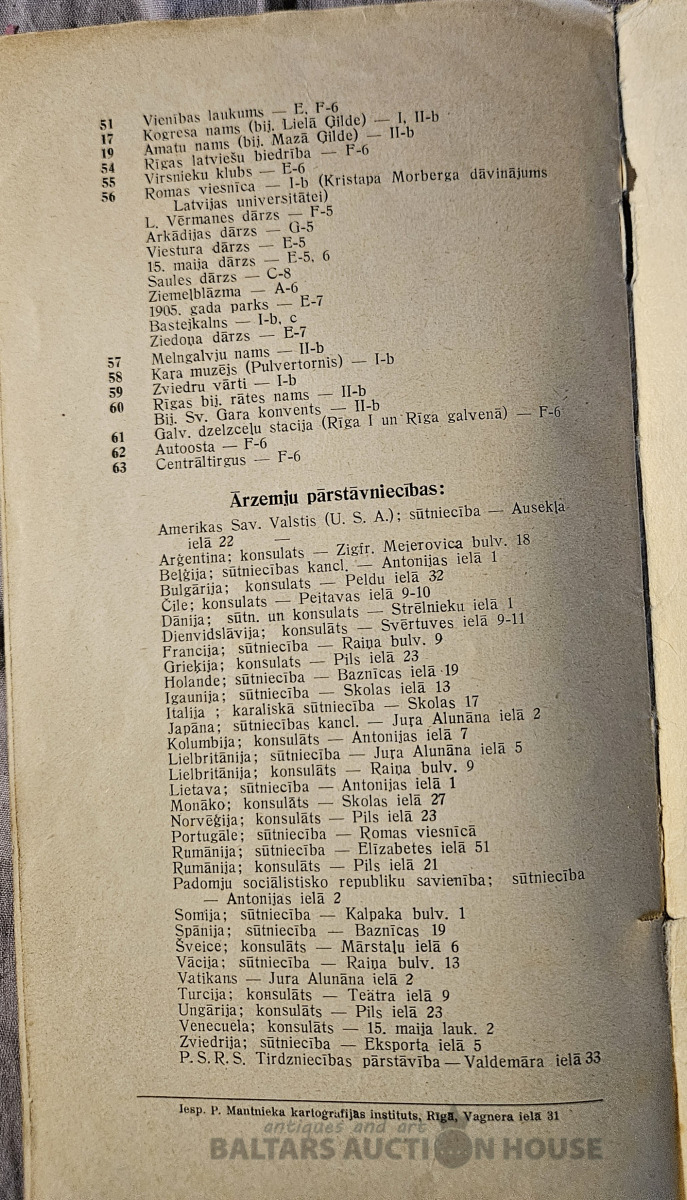 51 Vienības laukums — E, F-6
17 Kogresa nams (bij. Lielā Ģilde) — I, II-b
19 Amatu nams (bij. Mazā Ģilde) — II-b
54 Rīgas latviešu biedrība — F-6
55 Virsnieku klubs — E-6
56 Romas viesnīca — I-b (Kristapa Morberga dāvinājums
Latvijas universitātei)
L. Vērmanes dārzs — F-5
Arkādijas dārzs — G-5
Viestura dārzs — E-5
15. maija dārzs — E-5, 6
Saules dārzs — C-8
Ziemeļblāzma — A-6
1905. gada parks — E-7
Bastejkalns — I-b, c
Ziedoņa dārzs — E-7
57 Melngalvju nams — II-b
58 Kaŗa muzējs (Pulvertornis) — I-b
59 Zviedru vārti — I-b
60 Rīgas bij. rātes nams — II-b
Bij. Sv. Gara konvents — II-b
61 Galv. dzelzceļu stacija (Rīga I un Rīga galvenā) — F-6
62 Autoosta — F-6
63 Centrāltirgus — F-6
Ārzemju pārstāvniecības:
Amerikas Sav. Valstis (U. S. A.); sūtniecība — Ausekļa
ielā 22 —
Arģentina; konsulats — Zigfr. Meierovica bulv. 18
Beļģija; sūtniecības kancl. — Antonijas ielā 1
Bulgārija; konsulats — Peldu ielā 32
Čile; konsulats — Peitavas ielā 9-10
Dānija; sūtn. un konsulats — Strēlnieku ielā 1
Dienvidslāvija; konsulāts — Svērtuves ielā 9-11
Francija; sūtniecība — Raiņa bulv. 9
Grieķija; konsulats — Pils ielā 23
Holande; sūtniecība — Baznīcas ielā 19
Igaunija; sūtniecība — Skolas ielā 13
Italija ; karaliskā sūtniecība — Skolas 17
Japāna; sūtniecības kancl. — Juŗa Alunāna ielā 2
Kolumbija; konsulāts — Antonijas ielā 7
Lielbritānija; sūtniecība — Juŗa Alunāna ielā 5
Lielbritānija; konsulāts — Raiņa bulv. 9
Lietava; sūtniecība — Antonijas ielā 1
Monāko; konsulāts — Skolas ielā 27
Norvēģija; konsulāts — Pils ielā 23
Portugāle; sūtniecība — Romas viesnīcā
Rumānija; sūtniecība — Elīzabetes ielā 51
Rumānija; konsulāts — Pils ielā 21
Padomju sociālistisko republiku savienība; sūtniecība
— Antonijas ielā 2
Somija; sūtniecība — Kalpaka bulv. 1
Spānija; sūtniecība — Baznīcas 19
Šveice; konsulāts — Mārstaļu ielā 6
Vācija; sūtniecība — Raiņa bulv. 13
Vatikans — Jura Alunāna ielā 2
Turcija; konsulāts — Teātra ielā 9
Ungārija; konsulāts — Pils ielā 23
Venecuela; konsulāts — 15. maija lauk. 2
Zviedrija; sūtniecība — Eksporta ielā 5
P. S. R. S. Tirdzniecības pārstāvība — Valdemāra ielā 33
Iesp. P. Mantnieka kartogrāfijas instituts, Rīgā, Vagnera ielā 31
antiques and art
BALTARS AUCTION HOUSE